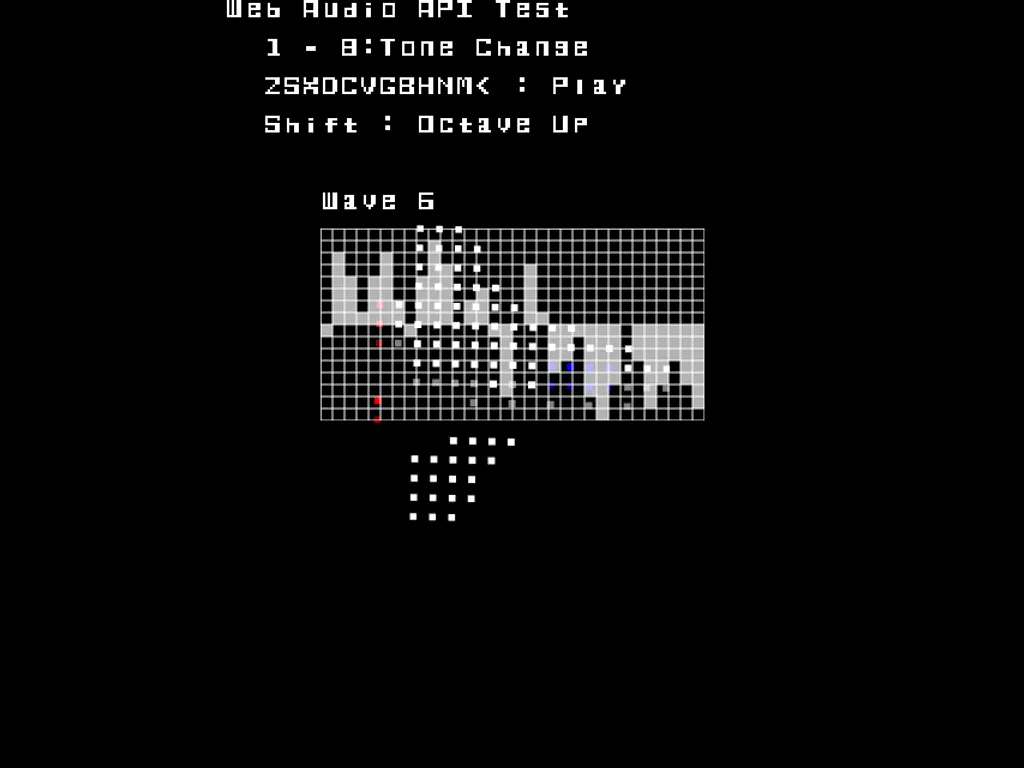 Web Audio API Test
1 - 8:Tone Change
ZSXDCVGBHNM< : Play
Shift : Octave Up
Wave 6